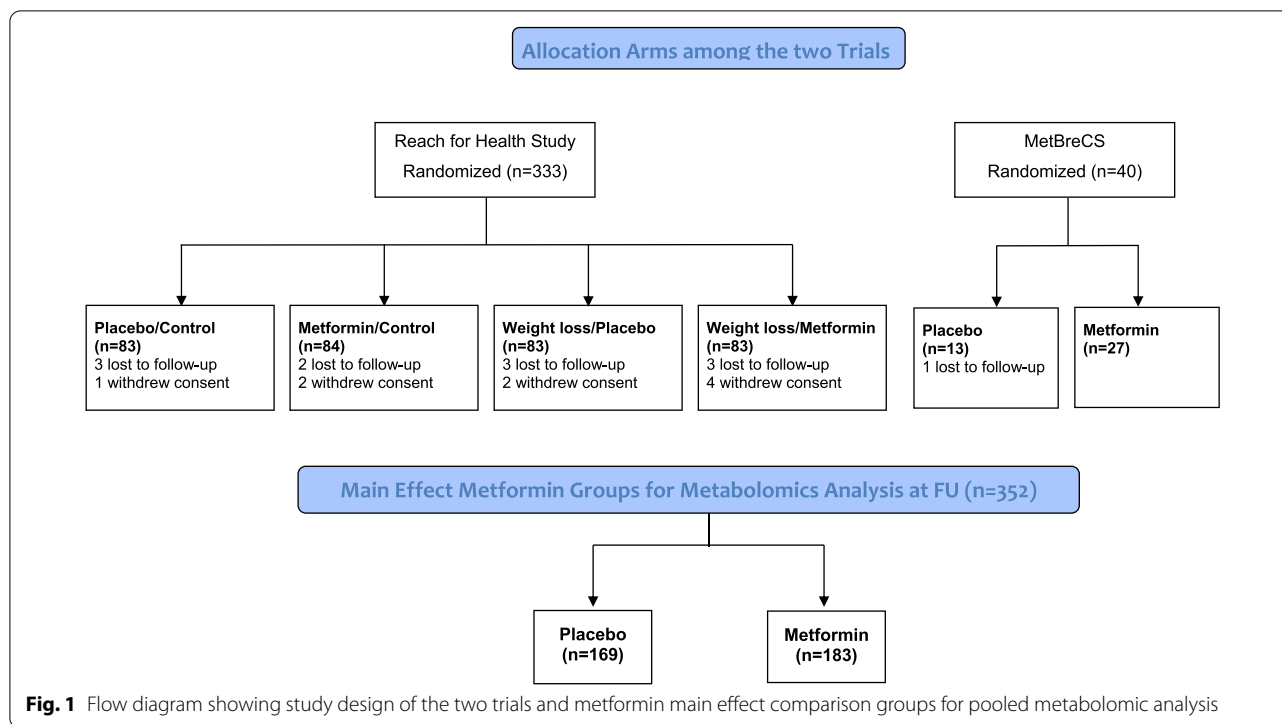 Allocation Arms among the two Trials
Reach for Health Study
Randomized (n=333)
MetBreCS
Randomized (n=40)
Placebo/Control
(n=83)
3 lost to follow-up
1 withdrew consent
Metformin/Control
(n=84)
2 lost to follow-up
2 withdrew consent
Weight loss/Placebo
(n=83)
3 lost to follow-up
2 withdrew consent
Weight loss/Metformin
(n=83)
3 lost to follow-up
4 withdrew consent
Placebo
(n=13)
1 lost to follow-up
Metformin
(n=27)
Main Effect Metformin Groups for Metabolomics Analysis at FU (n=352)
Placebo
(n=169)
Metformin
(n=183)
Fig. 1 Flow diagram showing study design of the two trials and metformin main effect comparison groups for pooled metabolomic analysis